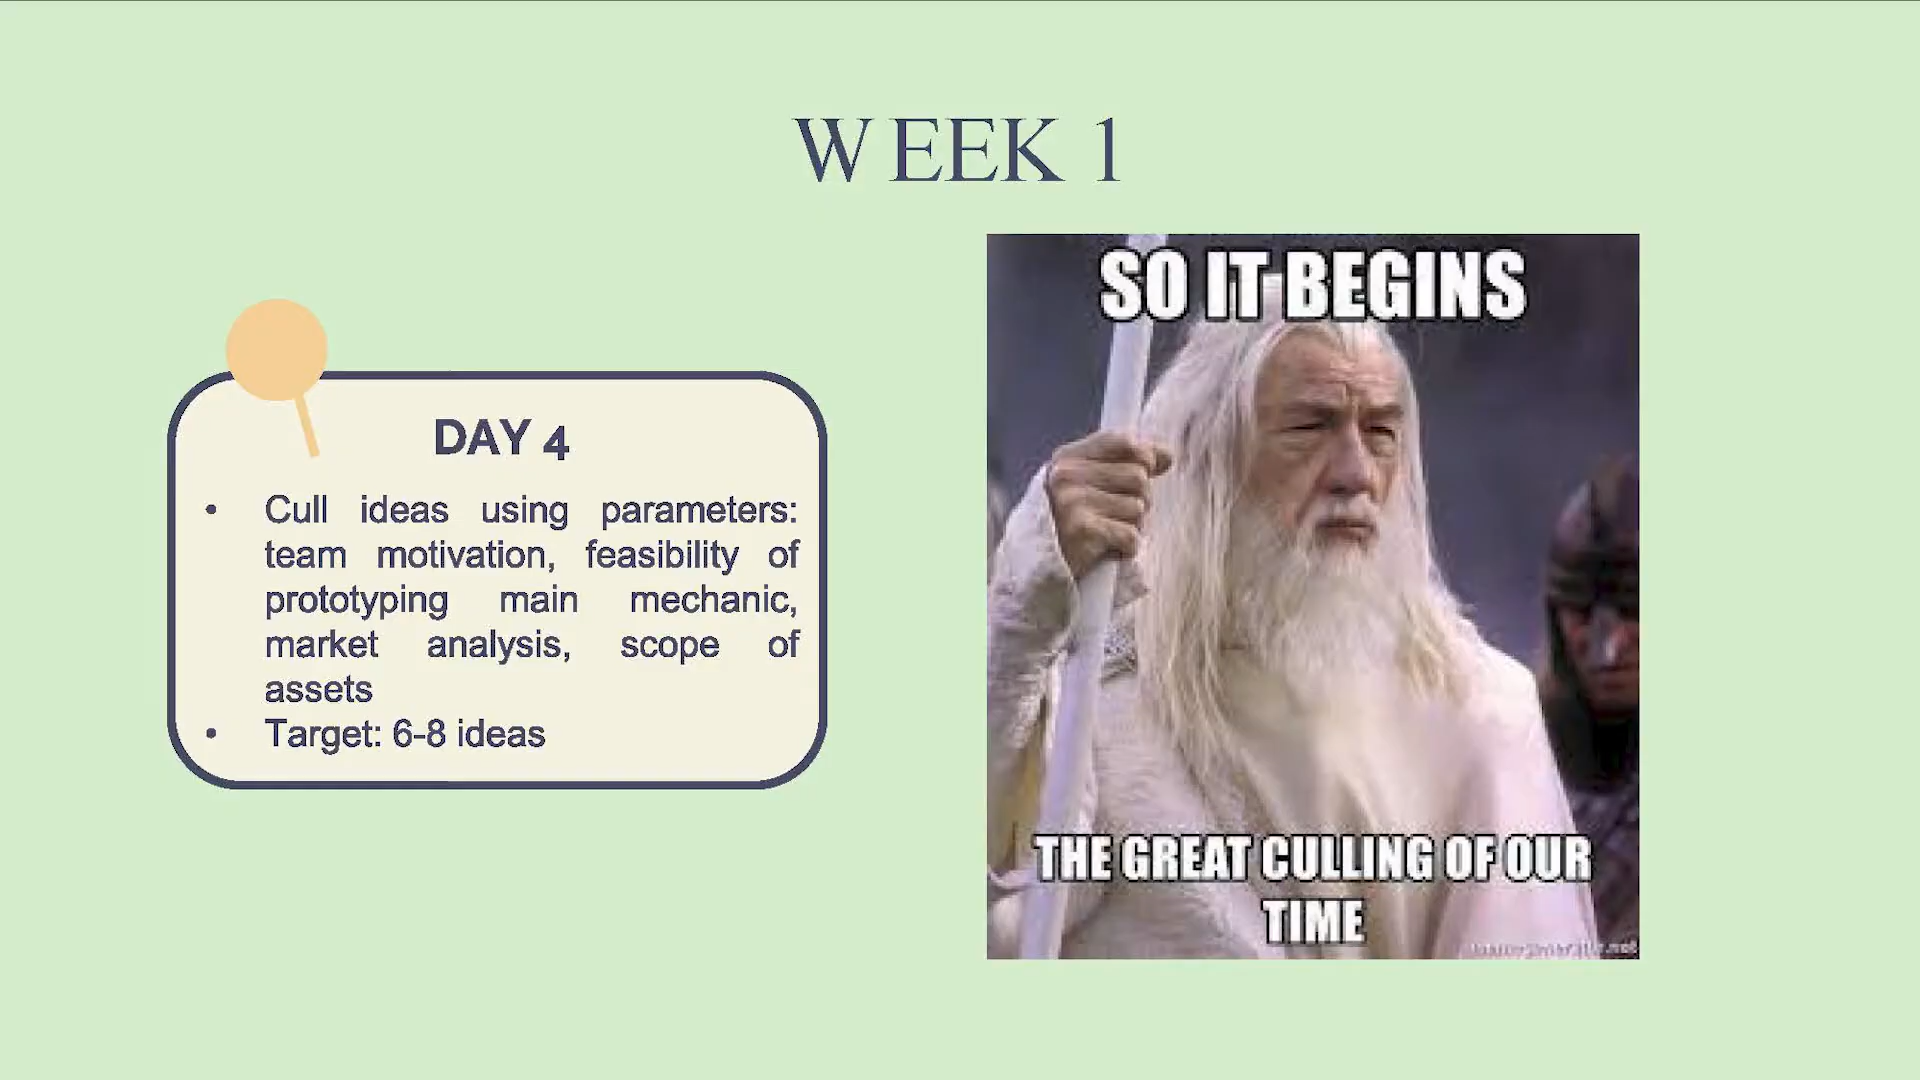 WEEK 1
DAY 4
• Cull ideas using parameters:
team motivation, feasibility of
prototyping main mechanic,
market analysis, scope of
assets
• Target: 6-8 ideas
SO IT BEGINS
THE GREAT CULLING OF OUR
TIME